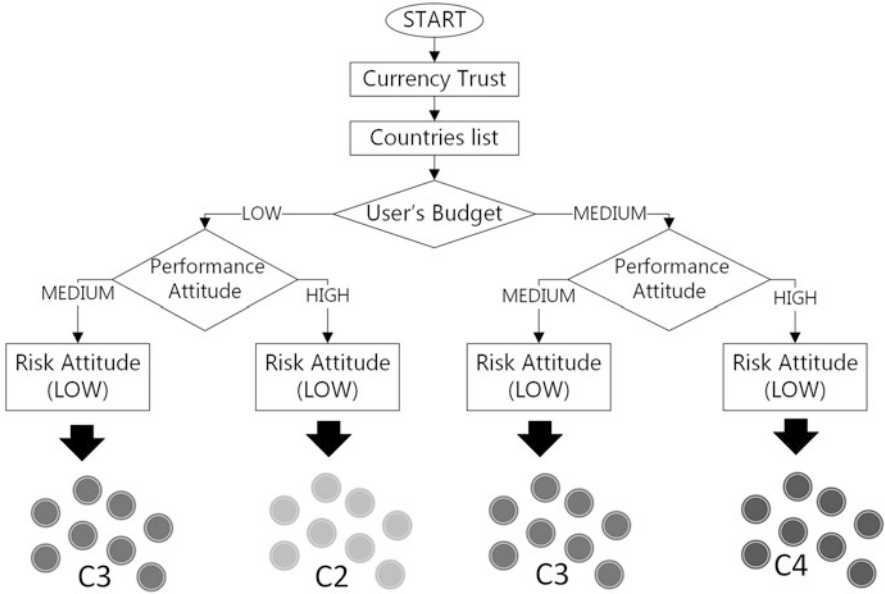 START
Currency Trust
Countries list
User's Budget
LOW
MEDIUM
Performance
Attitude
Performance
Attitude
MEDIUM
HIGH
MEDIUM
HIGH
Risk Attitude
(LOW)
Risk Attitude
(LOW)
Risk Attitude
(LOW)
Risk Attitude
(LOW)
C3
C2
C3
C4